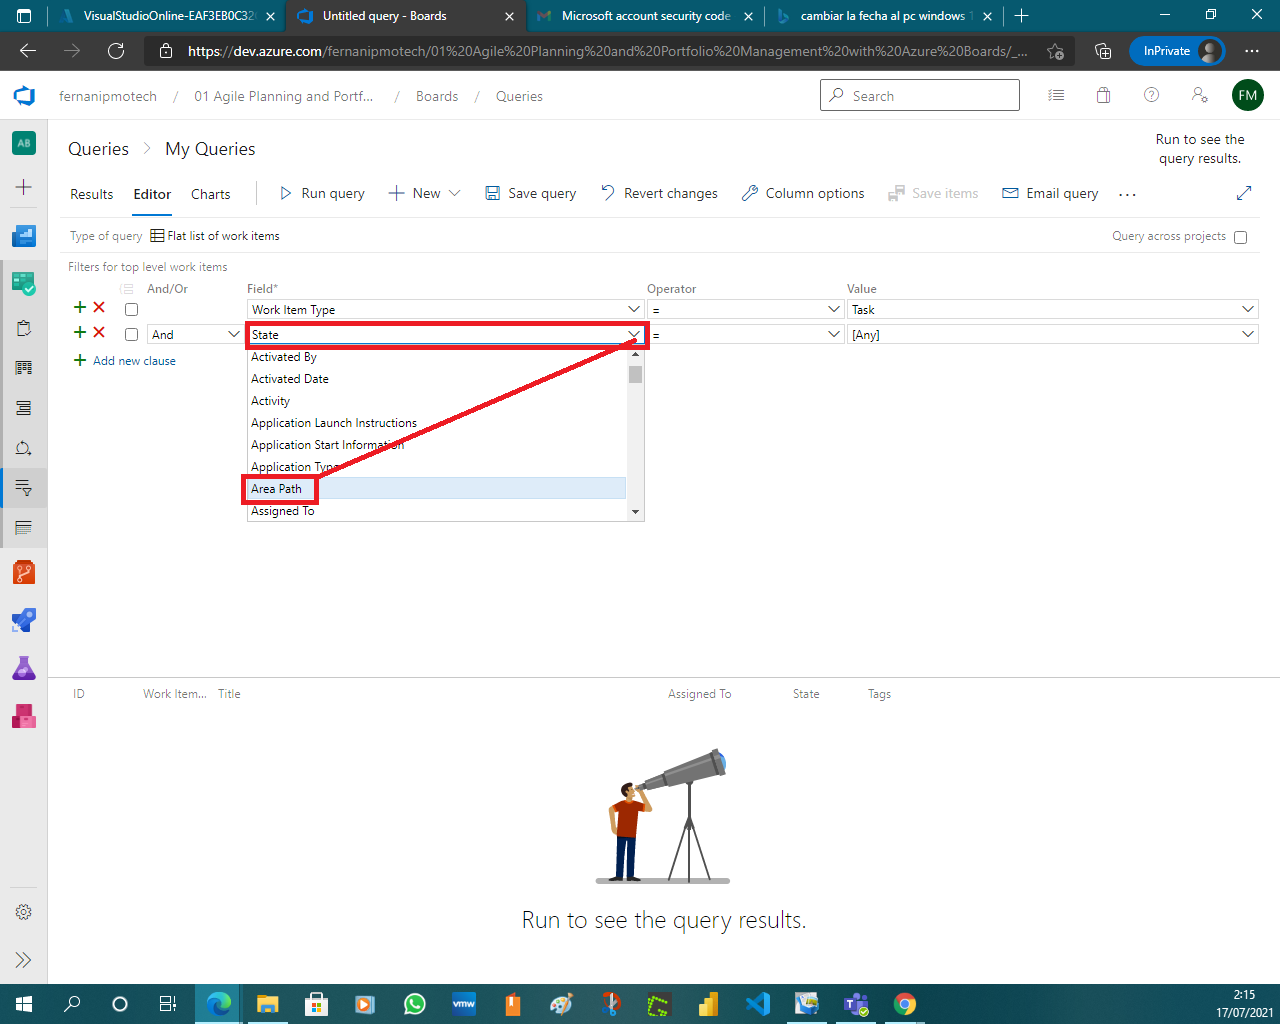 VisualStudioOnline-EAF3EB0C32
Untitled query - Boards
Microsoft account security code
cambiar la fecha al pc windows 1
https://dev.azure.com/fernanipmotech/01%20Agile%20Planning%20and%20Portfolio%20Management%20with%20Azure%20Boards/_...
InPrivate
fernanipmotech / 01 Agile Planning and Portf... / Boards / Queries
Search
FM
AB
Queries > My Queries
Run to see the
query results.
Results Editor Charts Run query New Save query Revert changes Column options Save items Email query ...
Type of query Flat list of work items
Query across projects
Filters for top level work items
And/Or Field* Operator Value
Work Item Type = Task
And State = [Any]
Add new clause
Activated By
Activated Date
Activity
Application Launch Instructions
Application Start Information
Application Type
Area Path
Assigned To
ID Work Item... Title Assigned To State Tags
Run to see the query results.
vmw
2:15
17/07/2021